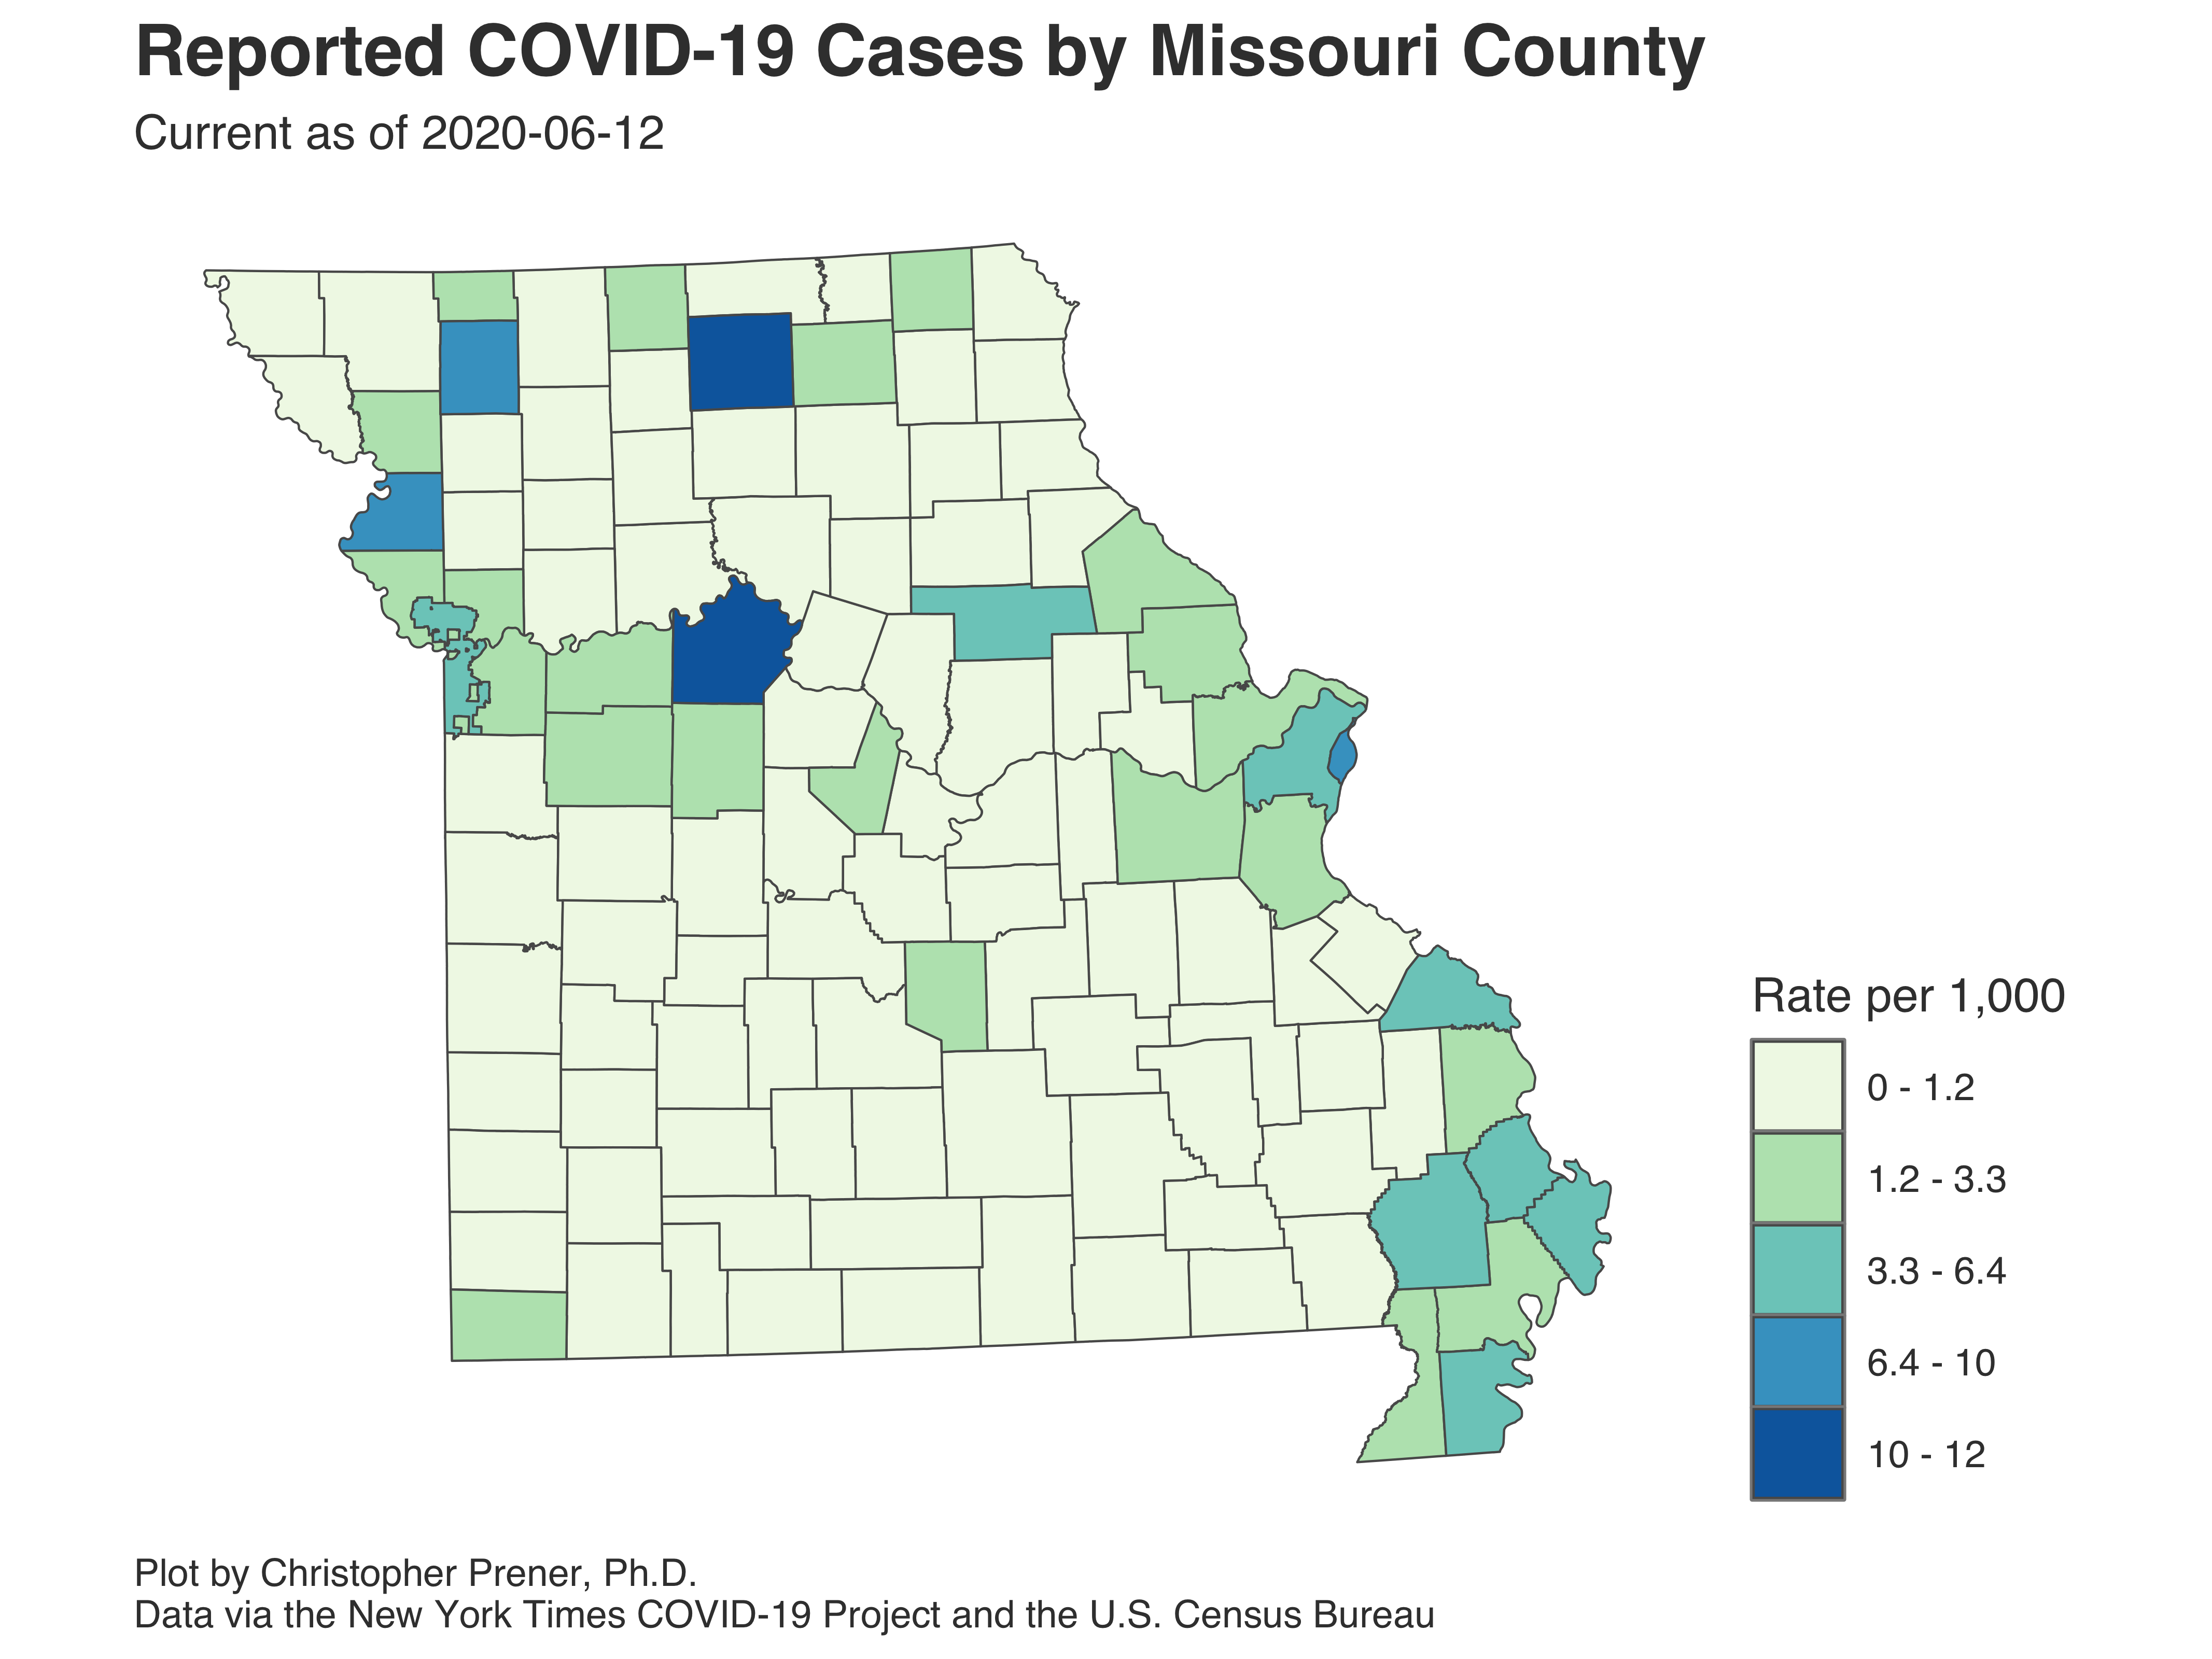 Reported COVID-19 Cases by Missouri County
Current as of 2020-06-12
Rate per 1,000
0 - 1.2
1.2 - 3.3
3.3 - 6.4
6.4 - 10
10 - 12
Plot by Christopher Prener, Ph.D.
Data via the New York Times COVID-19 Project and the U.S. Census Bureau